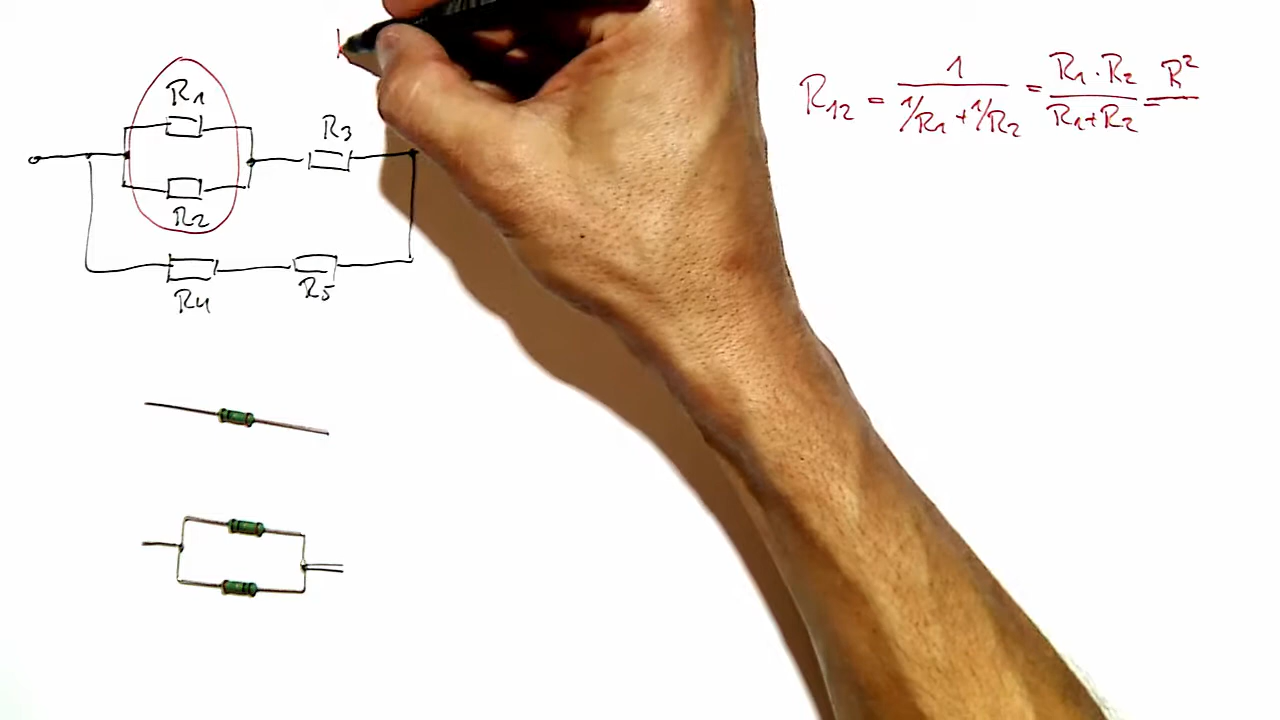 R1
R2
R3
R4
R5
R12 = 1 / (1/R1 + 1/R2) = R1 · R2 / (R1 + R2) = R²